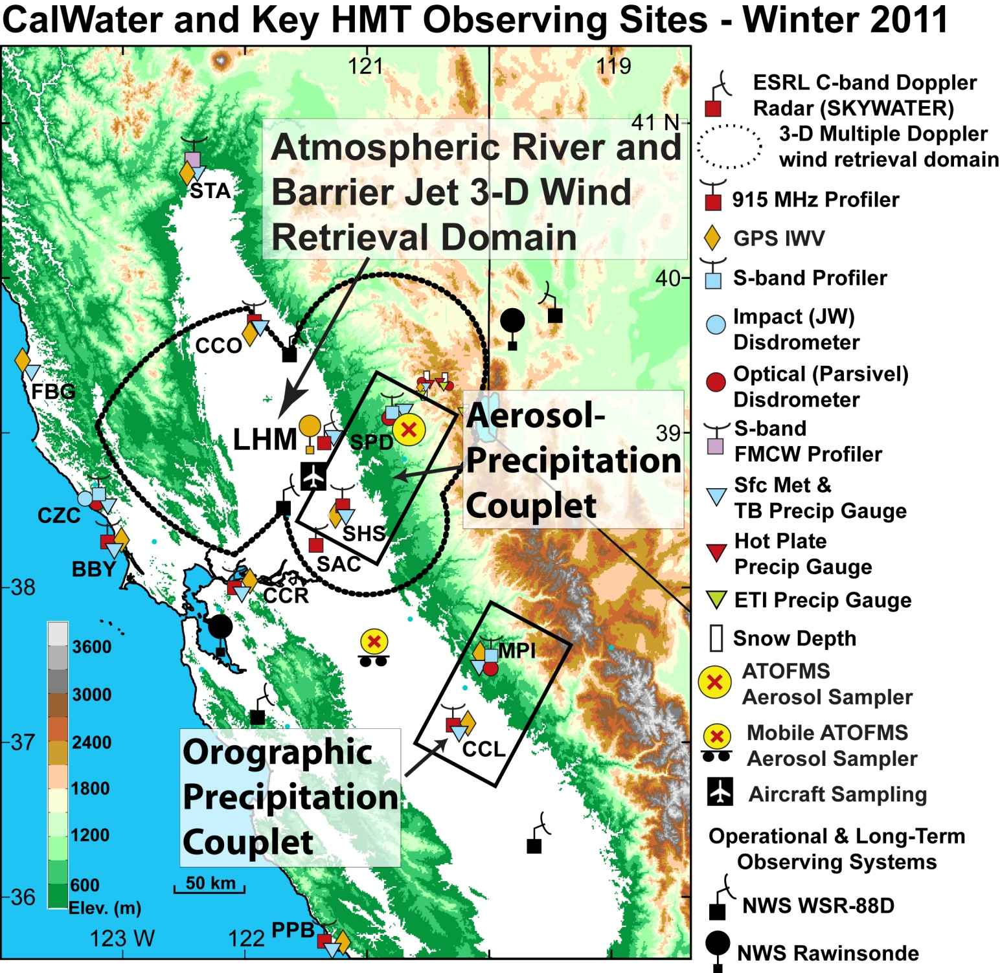 CalWater and Key HMT Observing Sites - Winter 2011
121
119
41 N
Atmospheric River and
Barrier Jet 3-D Wind
Retrieval Domain
STA
40
CCO
FBG
39
LHM
SPD
Aerosol-
Precipitation
Couplet
CZC
SHS
SAC
BBY
CCR
38
MPI
37
CCL
Orographic
Precipitation
Couplet
3600
3000
2400
1800
1200
600
Elev. (m)
50 km
36
123 W
122
PPB
ESRL C-band Doppler
Radar (SKYWATER)
3-D Multiple Doppler
wind retrieval domain
915 MHz Profiler
GPS IWV
S-band Profiler
Impact (JW)
Disdrometer
Optical (Parsivel)
Disdrometer
S-band
FMCW Profiler
Sfc Met &
TB Precip Gauge
Hot Plate
Precip Gauge
ETI Precip Gauge
Snow Depth
ATOFMS
Aerosol Sampler
Mobile ATOFMS
Aerosol Sampler
Aircraft Sampling
Operational & Long-Term
Observing Systems
NWS WSR-88D
NWS Rawinsonde